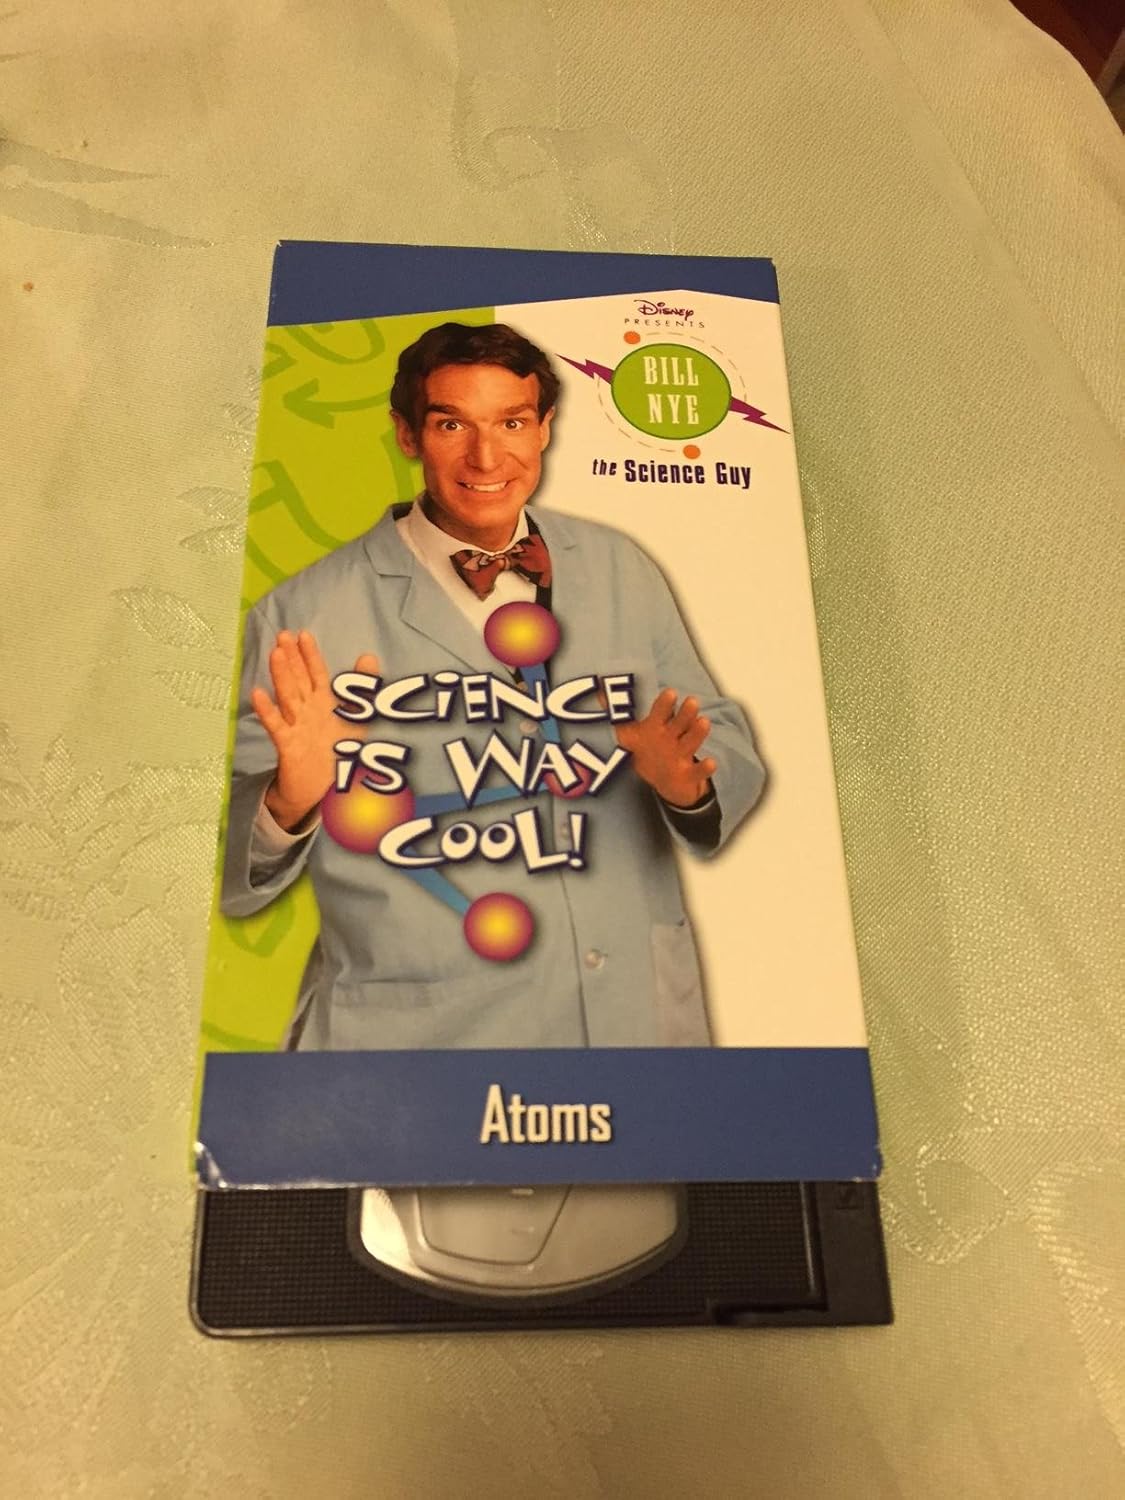 Disney
PRESENTS
BILL
NYE
the Science Guy
SCiENCE
iS WAY
COOL!
Atoms